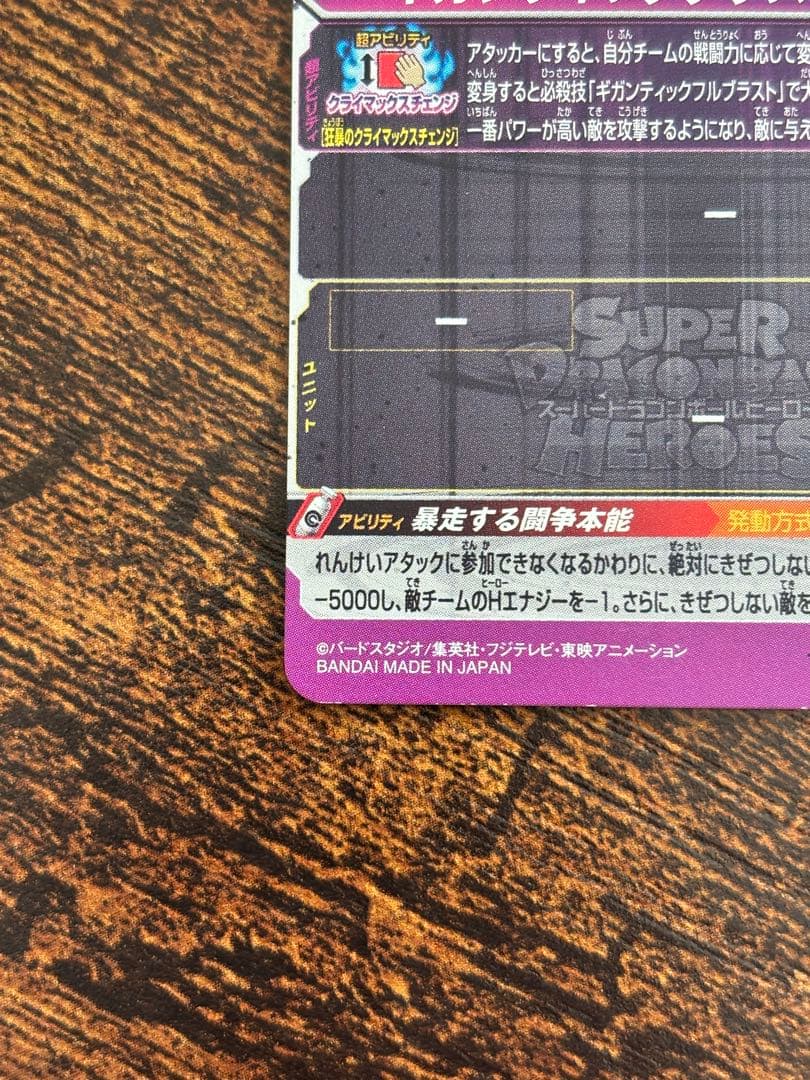 超アビリティ
超アビリティ
クライマックスチェンジ
[狂暴のクライマックスチェンジ]
アタッカーにすると、自分チームの戦闘力に応じて変
変身すると必殺技「ギガンティックフルブラスト」で大
一番パワーが高い敵を攻撃するようになり、敵に与え
ー
ー
ユニット
SUPER
DRAGONBA
スーパードラゴンボールヒーロ
HEROES
ー
アビリティ 暴走する闘争本能 発動方式
れんけいアタックに参加できなくなるかわりに、絶対にきぜつしない
-5000し、敵チームのHエナジーを-1。さらに、きぜつしない敵を
©バードスタジオ/集英社・フジテレビ・東映アニメーション
BANDAI MADE IN JAPAN